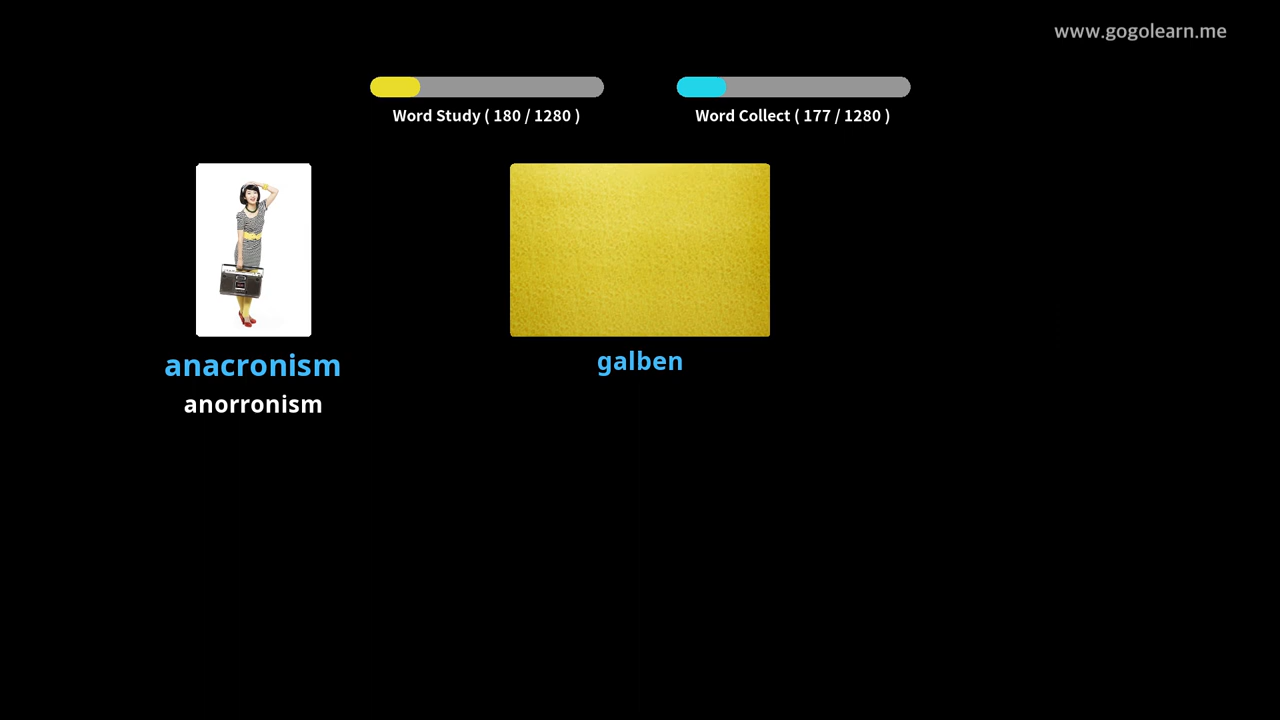 www.gogolearn.me
Word Study ( 180 / 1280 )
Word Collect ( 177 / 1280 )
anacronism
anorronism
galben